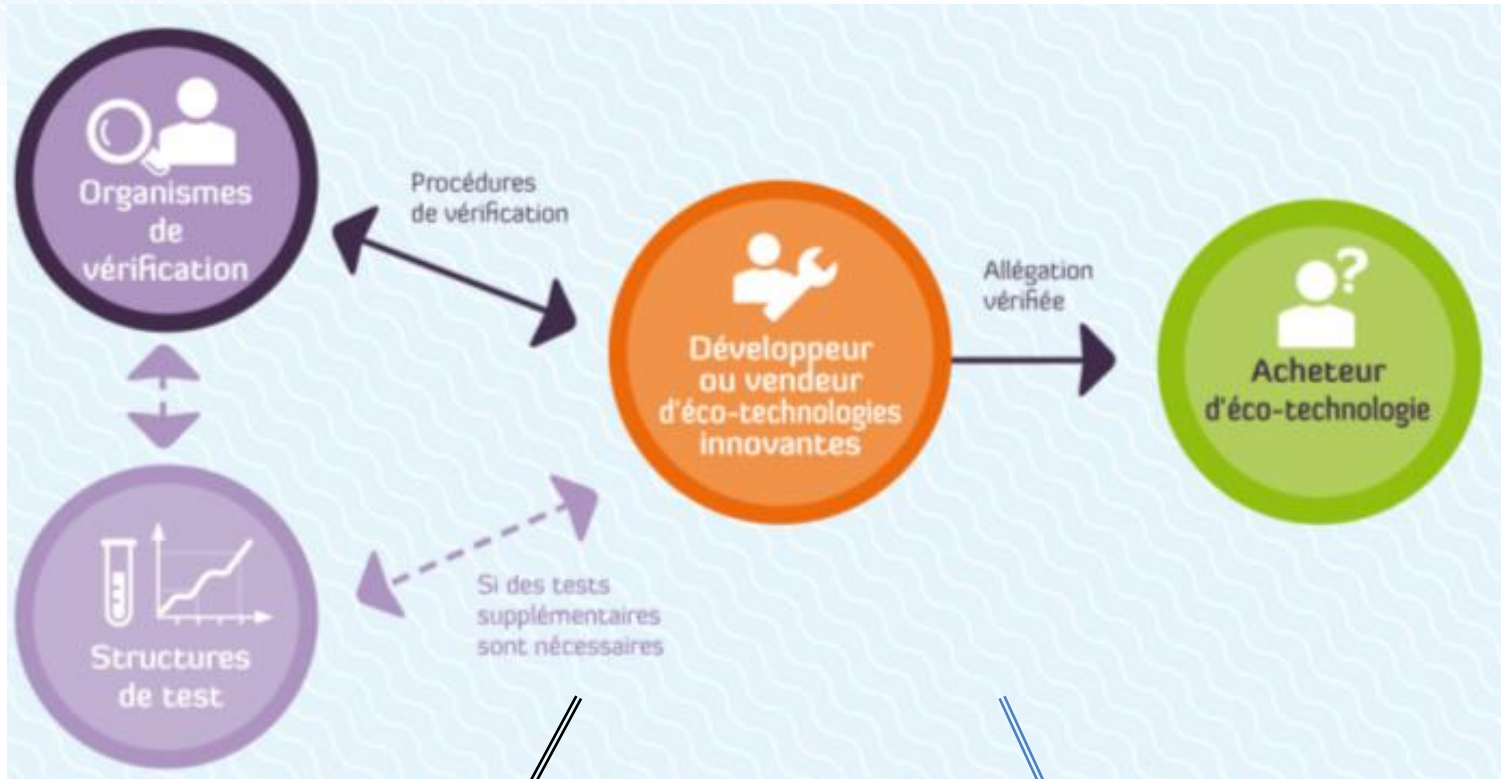 Organismes
de
vérification
Procédures
de vérification
Développeur
ou vendeur
d'éco-technologies
innovantes
Allégation
vérifiée
Acheteur
d'éco-technologie
Structures
de test
Si des tests
supplémentaires
sont nécessaires